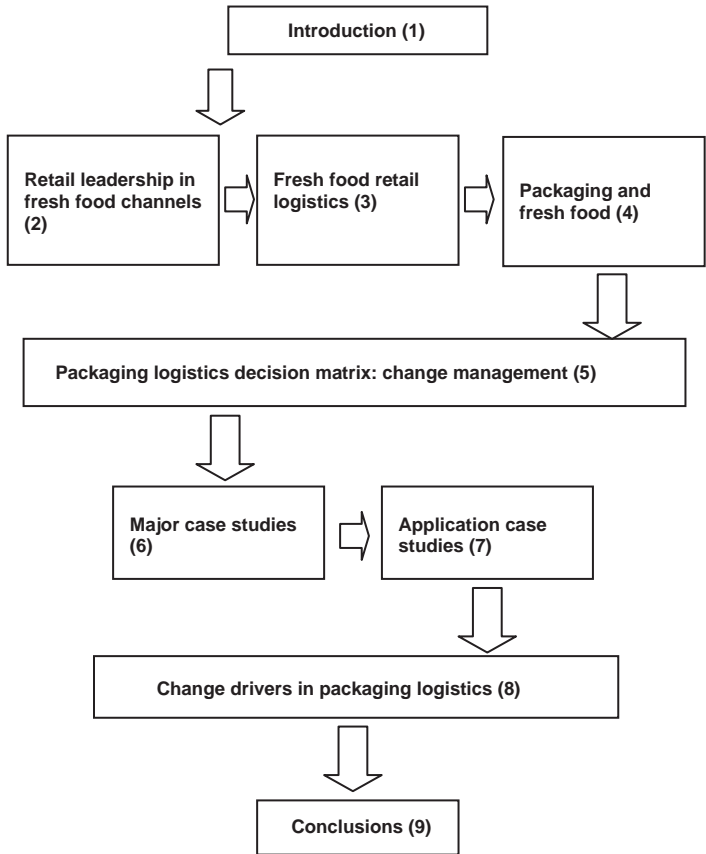 Introduction (1)
Retail leadership in
fresh food channels
(2)
Fresh food retail
logistics (3)
Packaging and
fresh food (4)
Packaging logistics decision matrix: change management (5)
Major case studies
(6)
Application case
studies (7)
Change drivers in packaging logistics (8)
Conclusions (9)